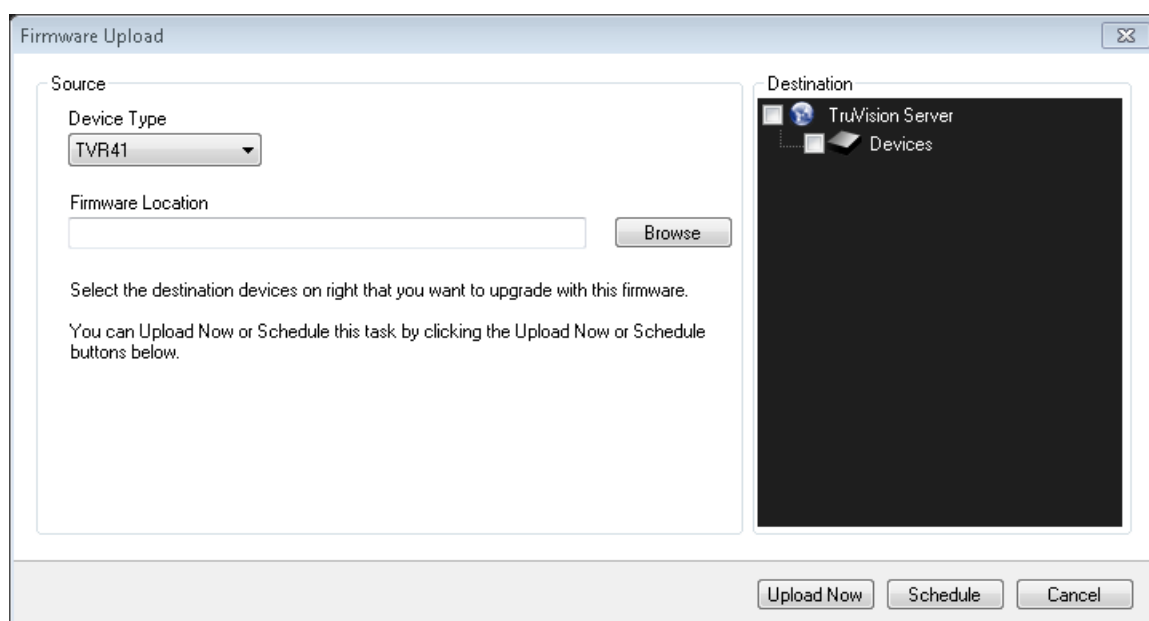 Firmware Upload
Source
Device Type
TVR41
Firmware Location
Browse
Select the destination devices on right that you want to upgrade with this firmware.
You can Upload Now or Schedule this task by clicking the Upload Now or Schedule
buttons below.
Destination
TruVision Server
Devices
Upload Now
Schedule
Cancel